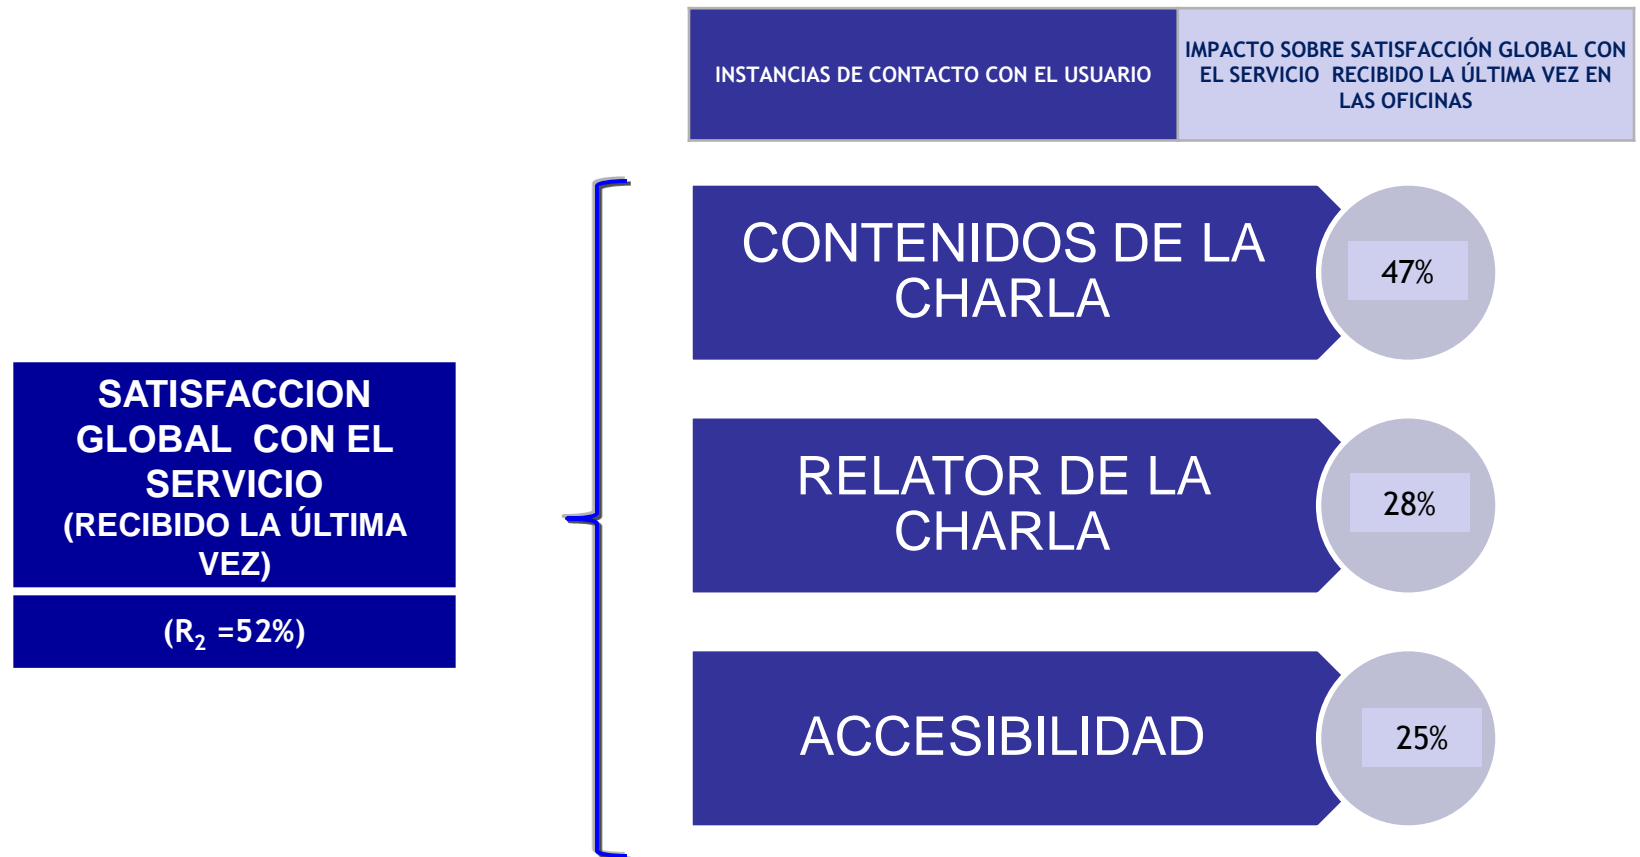 INSTANCIAS DE CONTACTO CON EL USUARIO
IMPACTO SOBRE SATISFACCIÓN GLOBAL CON
EL SERVICIO RECIBIDO LA ÚLTIMA VEZ EN
LAS OFICINAS
SATISFACCION
GLOBAL CON EL
SERVICIO
(RECIBIDO LA ÚLTIMA
VEZ)
(R₂ =52%)
CONTENIDOS DE LA
CHARLA
47%
RELATOR DE LA
CHARLA
28%
ACCESIBILIDAD
25%